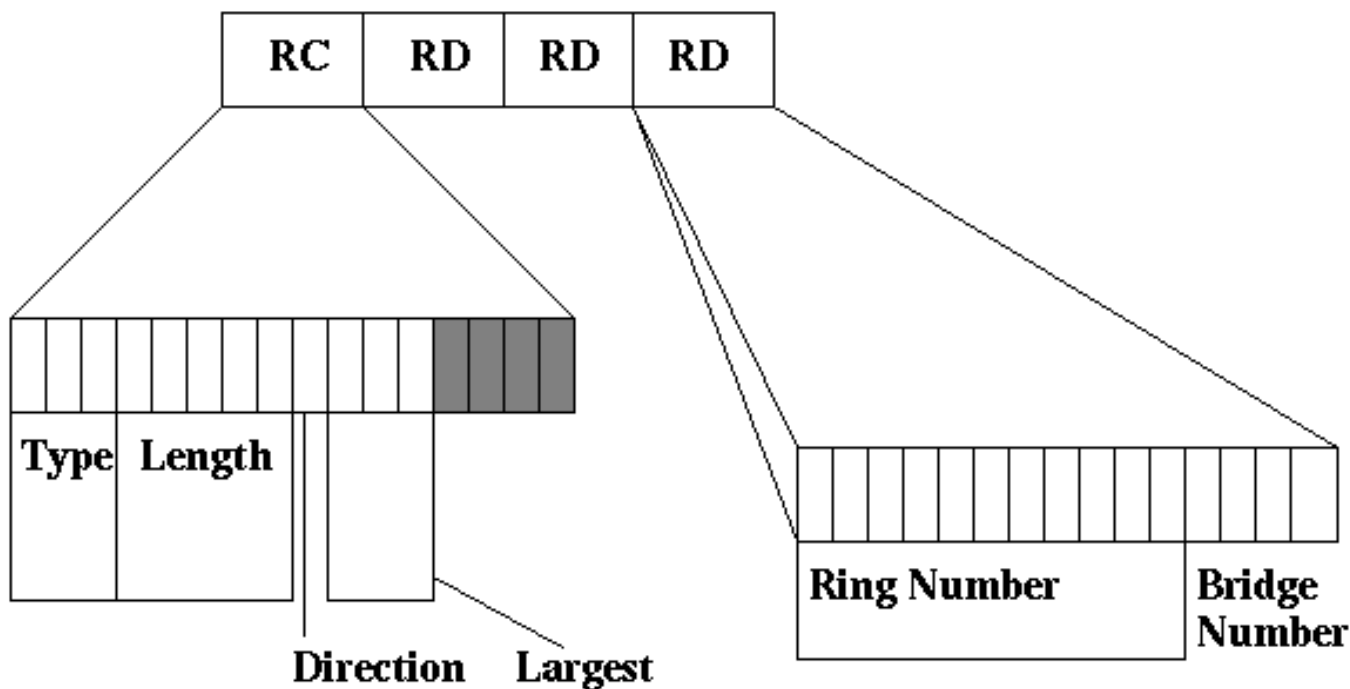 RC RD RD RD
Type Length
Ring Number
Bridge
Number
Direction
Largest